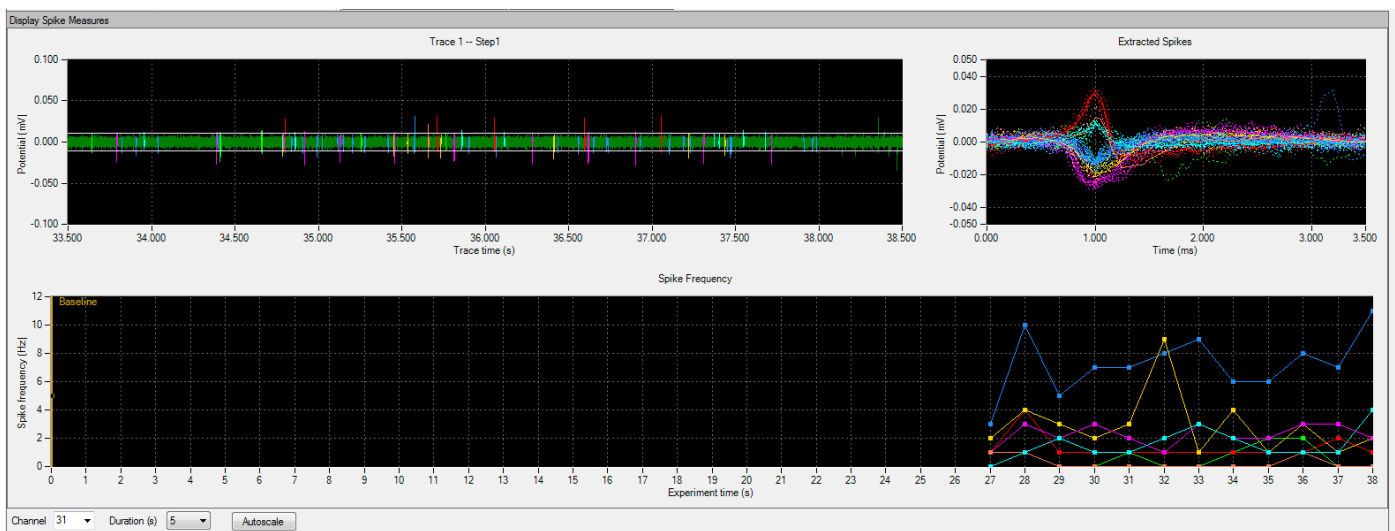 Display Spike Measures
Trace 1 -- Step1
Potential (mV)
0.100
0.050
0.000
-0.050
-0.100
33.500 34.000 34.500 35.000 35.500 36.000 36.500 37.000 37.500 38.000 38.500
Trace time (s)
Extracted Spikes
Potential (mV)
0.050
0.040
0.020
0.000
-0.020
-0.040
-0.050
0.000 1.000 2.000 3.000 3.500
Time (ms)
Spike Frequency
Spike frequency (Hz)
Baseline
12
10
8
6
4
2
0
0 1 2 3 4 5 6 7 8 9 10 11 12 13 14 15 16 17 18 19 20 21 22 23 24 25 26 27 28 29 30 31 32 33 34 35 36 37 38
Experiment time (s)
Channel 31 Duration (s) 5 Autoscale